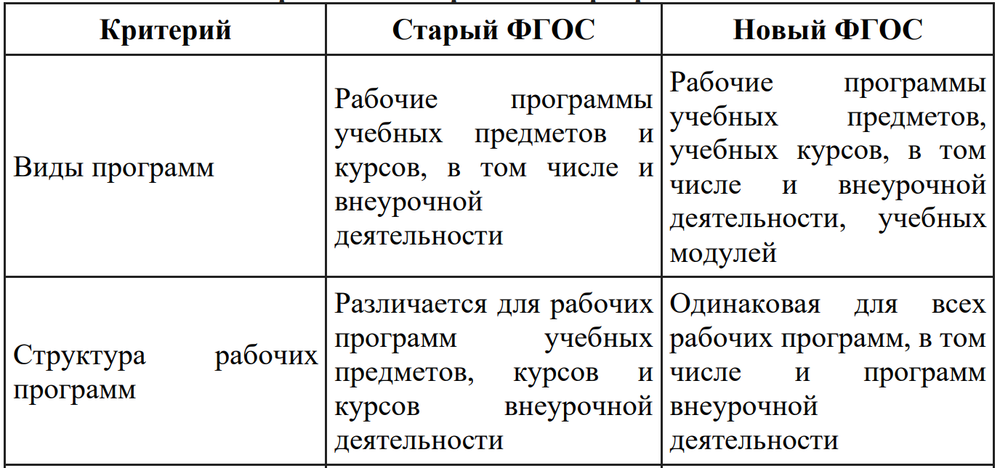 Критерий
Старый ФГОС
Новый ФГОС
Виды программ
Рабочие программы
учебных предметов и
курсов, в том числе и
внеурочной
деятельности
Рабочие программы
учебных предметов,
учебных курсов, в том
числе и внеурочной
деятельности, учебных
модулей
Структура рабочих
программ
Различается для рабочих
программ учебных
предметов, курсов и
курсов внеурочной
деятельности
Одинаковая для всех
рабочих программ, в том
числе и программ
внеурочной
деятельности